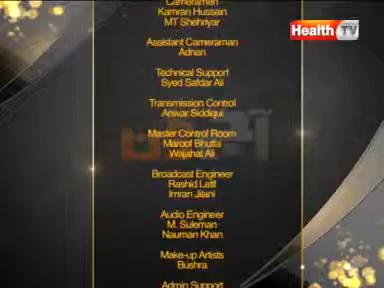 Cameramen
Kamran Hussain
MT Shehriyar
Health TV
Assistant Cameraman
Adnan
Technical Support
Syed Safdar Ali
Transmission Control
Anwar Siddiqui
Master Control Room
Maroof Bhutta
Wajahat Ali
Broadcast Engineer
Rashid Latif
Imran Jilani
Audio Engineer
M. Suleman
Nauman Khan
Make-up Artists
Bushra
Admin Support